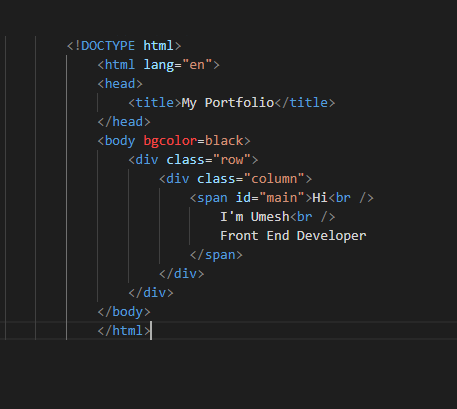 <!DOCTYPE html>
<html lang="en">
<head>
<title>My Portfolio</title>
</head>
<body bgcolor=black>
<div class="row">
<div class="column">
<span id="main">Hi<br />
I'm Umesh<br />
Front End Developer
</span>
</div>
</div>
</body>
</html>